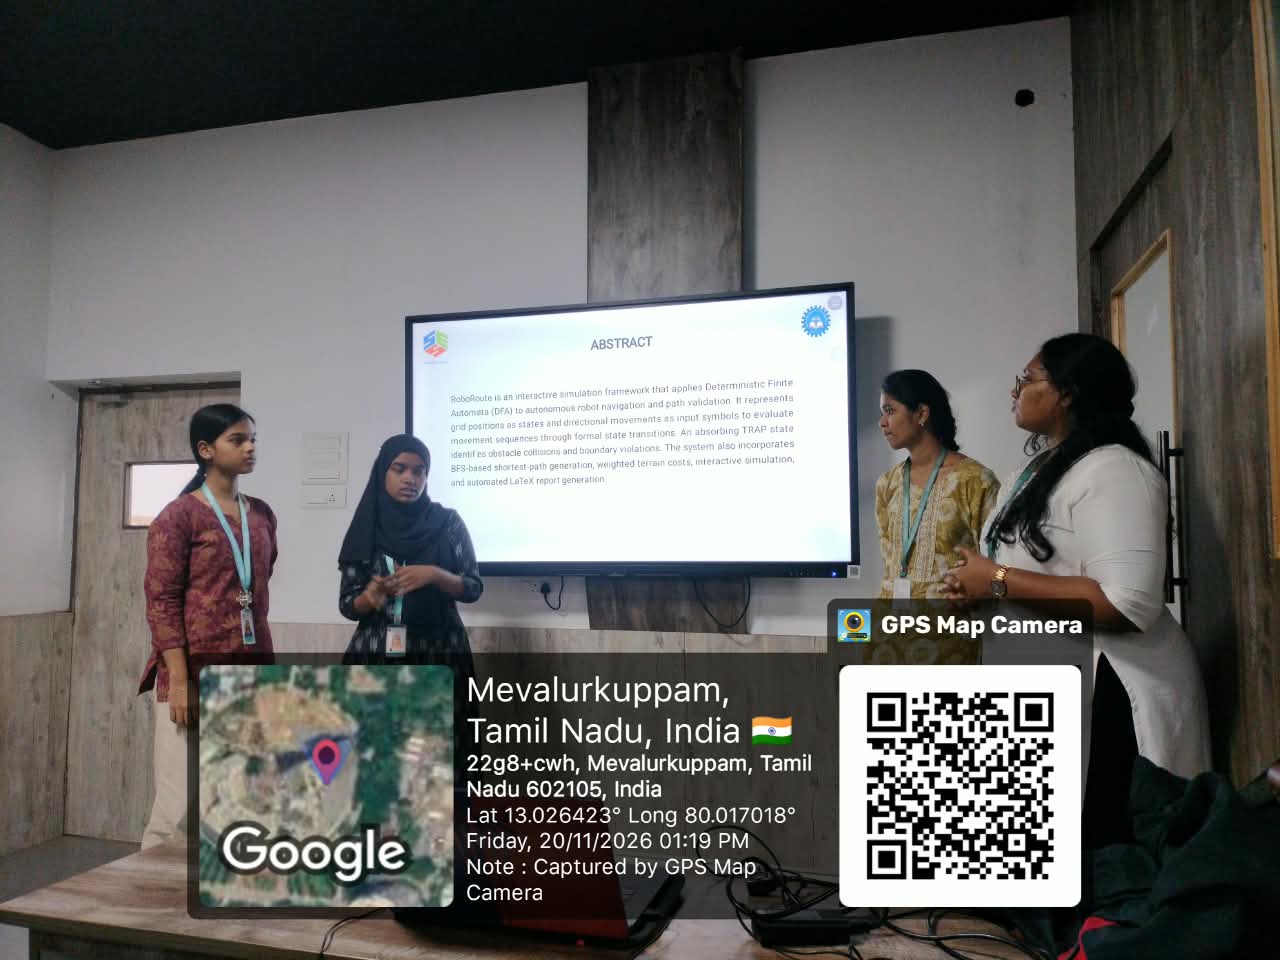 ABSTRACT
RoboRoute is an interactive simulation framework that applies Deterministic Finite
Automata (DFA) to autonomous robot navigation and path validation. It represents
grid positions as states and directional movements as input symbols to evaluate
movement sequences through formal state transitions. An absorbing TRAP state
identifies obstacle collisions and boundary violations. The system also incorporates
BFS-based shortest-path generation, weighted terrain costs, interactive simulation,
and automated LaTeX report generation.
GPS Map Camera
Google
Mevalurkuppam,
Tamil Nadu, India
22g8+cwh, Mevalurkuppam, Tamil
Nadu 602105, India
Lat 13.026423° Long 80.017018°
Friday, 20/11/2026 01:19 PM
Note : Captured by GPS Map
Camera